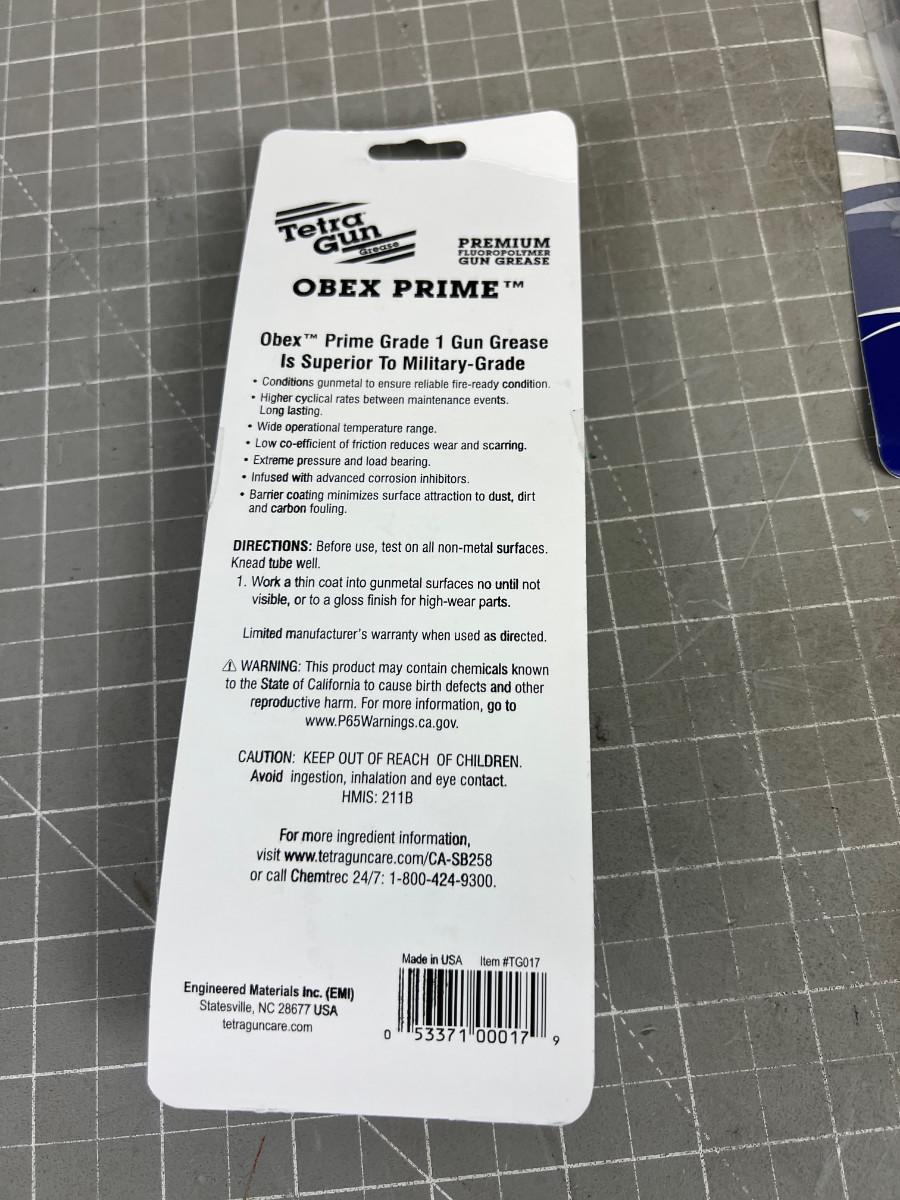 Tetra
Gun
Grease
PREMIUM
FLUOROPOLYMER
GUN GREASE
OBEX PRIME™
Obex™ Prime Grade 1 Gun Grease
Is Superior To Military-Grade
• Conditions gunmetal to ensure reliable fire-ready condition.
• Higher cyclical rates between maintenance events.
Long lasting.
• Wide operational temperature range.
• Low co-efficient of friction reduces wear and scarring.
• Extreme pressure and load bearing.
• Infused with advanced corrosion inhibitors.
• Barrier coating minimizes surface attraction to dust, dirt
and carbon fouling.
DIRECTIONS: Before use, test on all non-metal surfaces.
Knead tube well.
1. Work a thin coat into gunmetal surfaces no until not
visible, or to a gloss finish for high-wear parts.
Limited manufacturer's warranty when used as directed.
⚠ WARNING: This product may contain chemicals known
to the State of California to cause birth defects and other
reproductive harm. For more information, go to
www.P65Warnings.ca.gov.
CAUTION: KEEP OUT OF REACH OF CHILDREN.
Avoid ingestion, inhalation and eye contact.
HMIS: 211B
For more ingredient information,
visit www.tetraguncare.com/CA-SB258
or call Chemtrec 24/7: 1-800-424-9300.
Made in USA Item #TG017
Engineered Materials Inc. (EMI)
Statesville, NC 28677 USA
tetraguncare.com
0 53371 00017 9